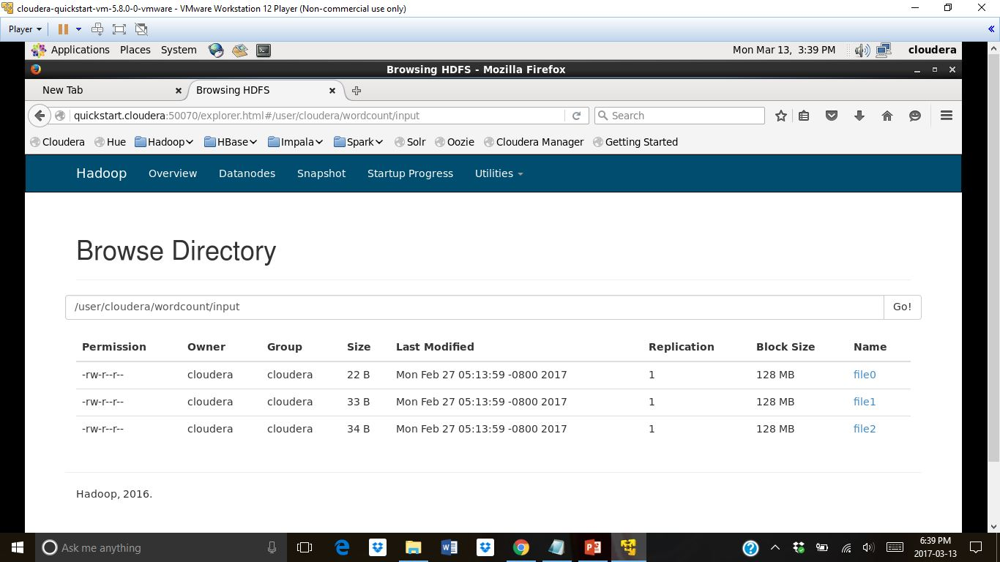 cloudera-quickstart-vm-5.8.0-0-vmware - VMware Workstation 12 Player (Non-commercial use only)
Player
Applications Places System Mon Mar 13, 3:39 PM cloudera
Browsing HDFS - Mozilla Firefox
New Tab Browsing HDFS
quickstart.cloudera:50070/explorer.html#/user/cloudera/wordcount/input Search
Cloudera Hue Hadoop HBase Impala Spark Solr Oozie Cloudera Manager Getting Started
Hadoop Overview Datanodes Snapshot Startup Progress Utilities
Browse Directory
/user/cloudera/wordcount/input Go!
Permission Owner Group Size Last Modified Replication Block Size Name
-rw-r--r-- cloudera cloudera 22 B Mon Feb 27 05:13:59 -0800 2017 1 128 MB file0
-rw-r--r-- cloudera cloudera 33 B Mon Feb 27 05:13:59 -0800 2017 1 128 MB file1
-rw-r--r-- cloudera cloudera 34 B Mon Feb 27 05:13:59 -0800 2017 1 128 MB file2
Hadoop, 2016.
Ask me anything 6:39 PM
2017-03-13